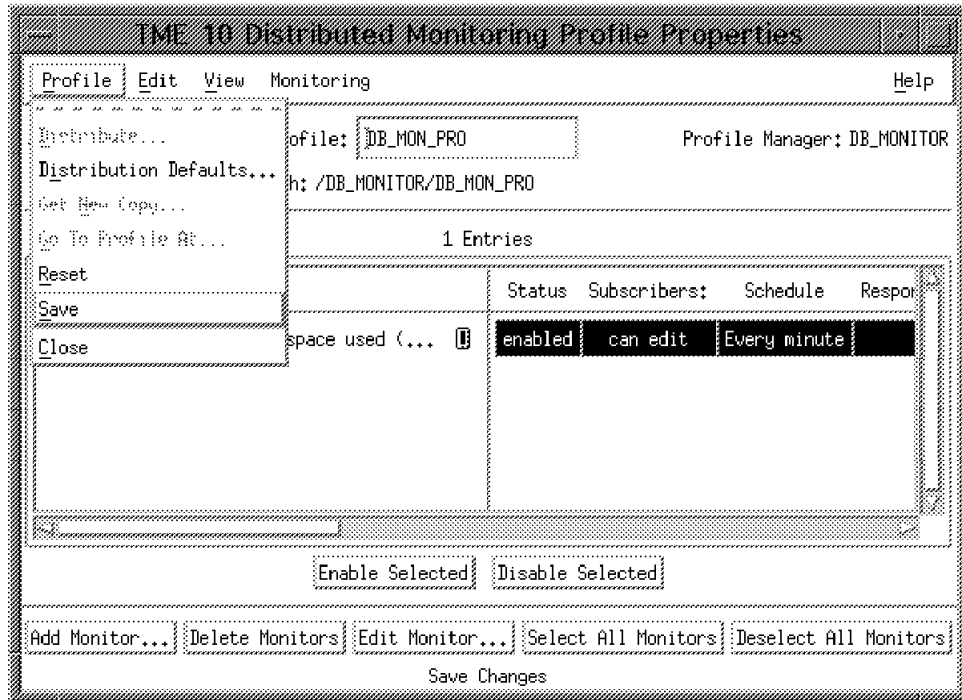 TME 10 Distributed Monitoring Profile Properties
Profile Edit View Monitoring Help
Distribute...
ofile: DB_MON_PRO Profile Manager: DB_MONITOR
Distribution Defaults...
h: /DB_MONITOR/DB_MON_PRO
Get New Copy...
Go To Profile At...
1 Entries
Reset
Status Subscribers: Schedule Respon
Save
space used (... enabled can edit Every minute
Close
Enable Selected Disable Selected
Add Monitor... Delete Monitors Edit Monitor... Select All Monitors Deselect All Monitors
Save Changes